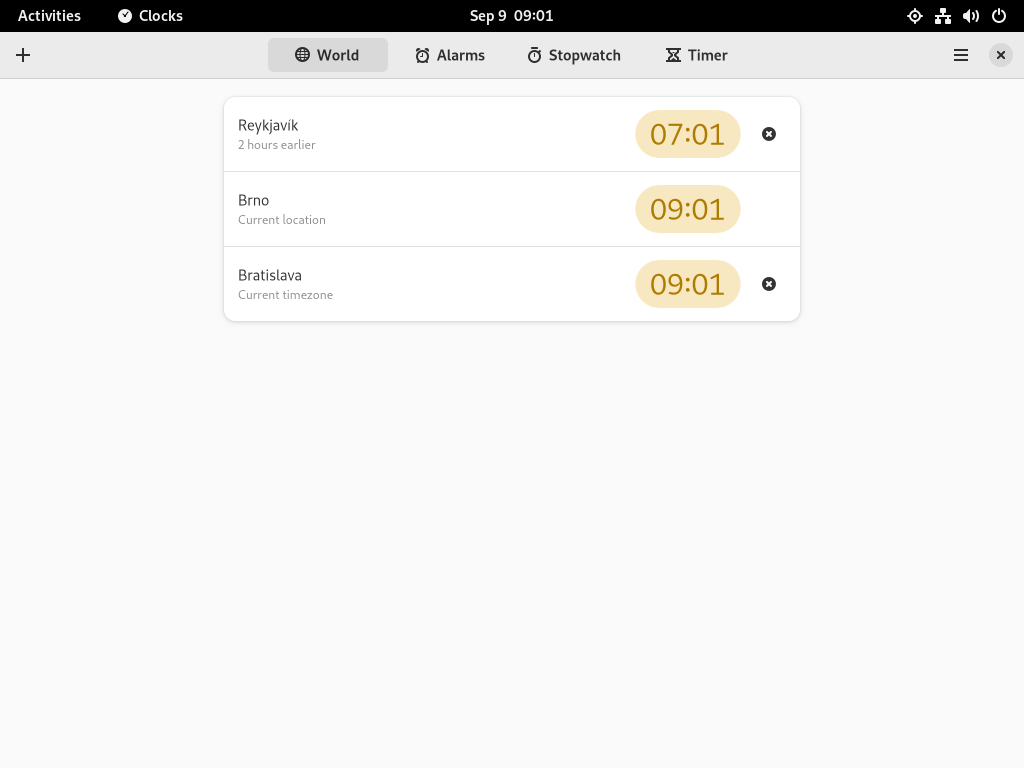 Activities Clocks Sep 9 09:01
World Alarms Stopwatch Timer
Reykjavík
2 hours earlier
07:01
Brno
Current location
09:01
Bratislava
Current timezone
09:01